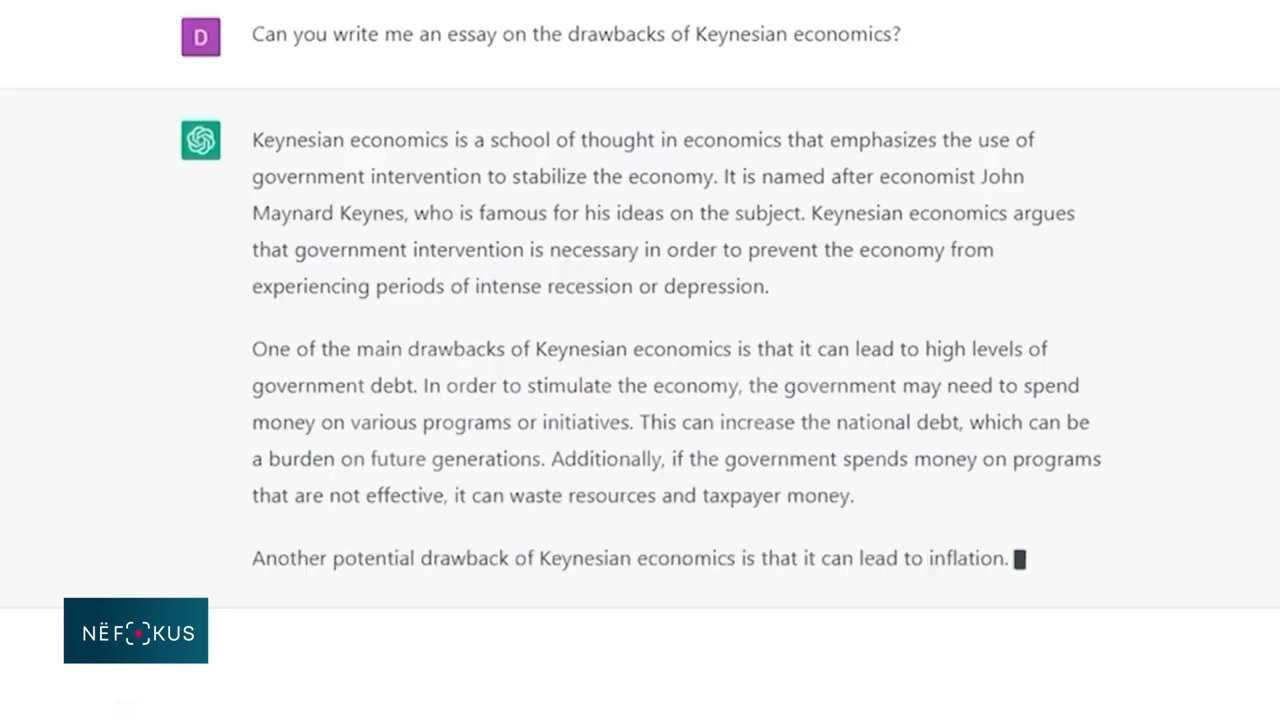 D
Can you write me an essay on the drawbacks of Keynesian economics?
Keynesian economics is a school of thought in economics that emphasizes the use of
government intervention to stabilize the economy. It is named after economist John
Maynard Keynes, who is famous for his ideas on the subject. Keynesian economics argues
that government intervention is necessary in order to prevent the economy from
experiencing periods of intense recession or depression.
One of the main drawbacks of Keynesian economics is that it can lead to high levels of
government debt. In order to stimulate the economy, the government may need to spend
money on various programs or initiatives. This can increase the national debt, which can be
a burden on future generations. Additionally, if the government spends money on programs
that are not effective, it can waste resources and taxpayer money.
Another potential drawback of Keynesian economics is that it can lead to inflation.
NË FOKUS